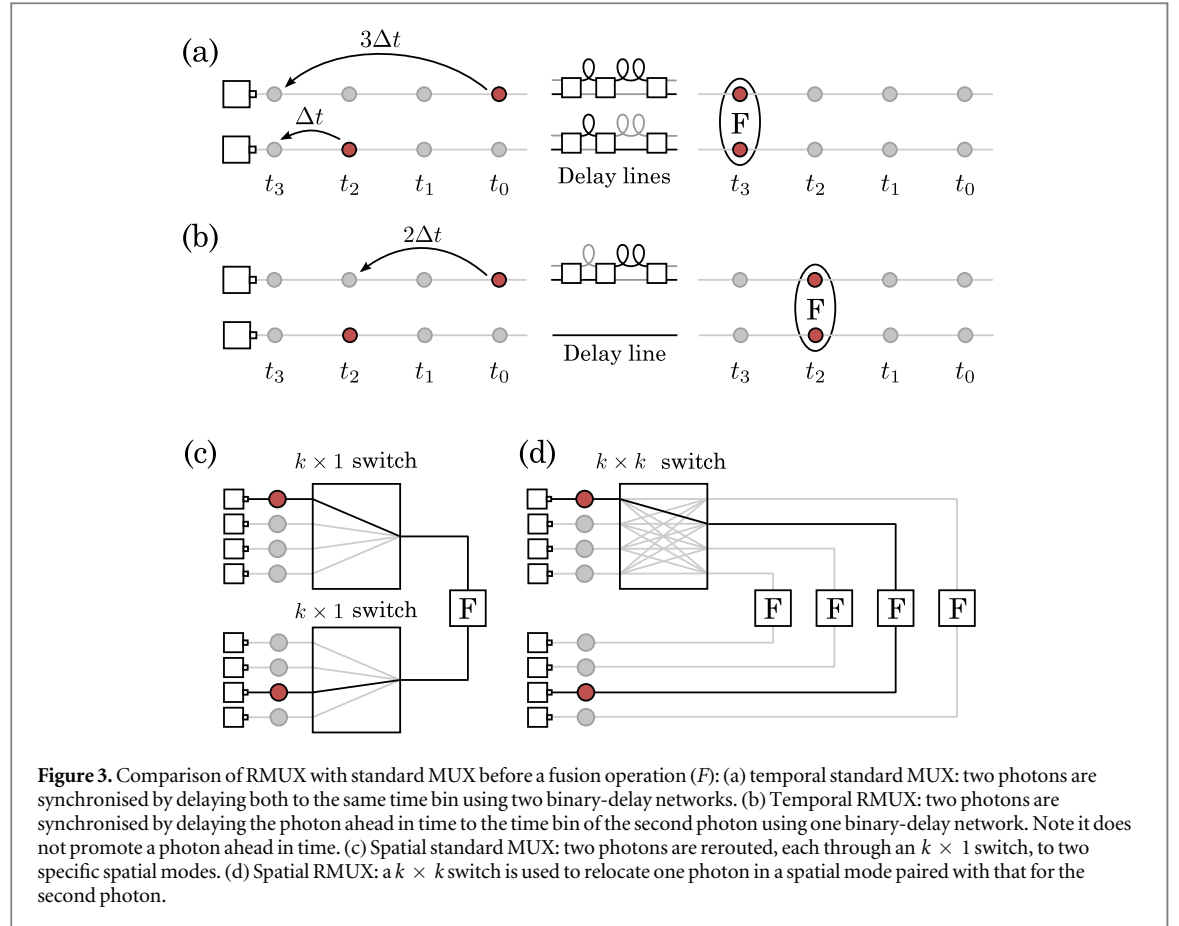 (a)
3Δt
Δt
F
t₃ t₂ t₁ t₀ Delay lines t₃ t₂ t₁ t₀
(b)
2Δt
F
Delay line
t₃ t₂ t₁ t₀ t₃ t₂ t₁ t₀
(c) (d)
k × 1 switch k × k switch
k × 1 switch F F F F F
Figure 3. Comparison of RMUX with standard MUX before a fusion operation (F): (a) temporal standard MUX: two photons are
synchronised by delaying both to the same time bin using two binary-delay networks. (b) Temporal RMUX: two photons are
synchronised by delaying the photon ahead in time to the time bin of the second photon using one binary-delay network. Note it does
not promote a photon ahead in time. (c) Spatial standard MUX: two photons are rerouted, each through an k × 1 switch, to two
specific spatial modes. (d) Spatial RMUX: a k × k switch is used to relocate one photon in a spatial mode paired with that for the
second photon.